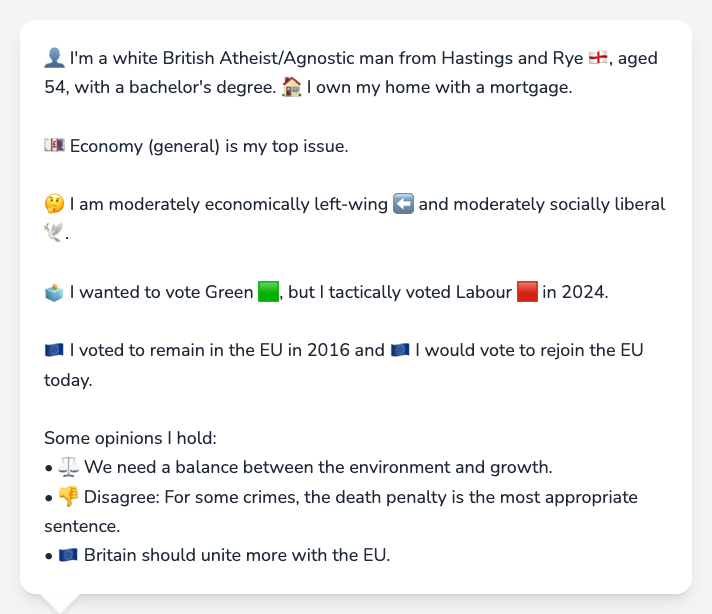 👤 I'm a white British Atheist/Agnostic man from Hastings and Rye 🏴󠁧󠁢󠁥󠁮󠁧󠁿, aged
54, with a bachelor's degree. 🏠 I own my home with a mortgage.
💷 Economy (general) is my top issue.
🤔 I am moderately economically left-wing ⬅️ and moderately socially liberal
🕊️.
🗳️ I wanted to vote Green 🟩, but I tactically voted Labour 🟥 in 2024.
🇪🇺 I voted to remain in the EU in 2016 and 🇪🇺 I would vote to rejoin the EU
today.
Some opinions I hold:
• ⚖️ We need a balance between the environment and growth.
• 👎 Disagree: For some crimes, the death penalty is the most appropriate
sentence.
• 🇪🇺 Britain should unite more with the EU.